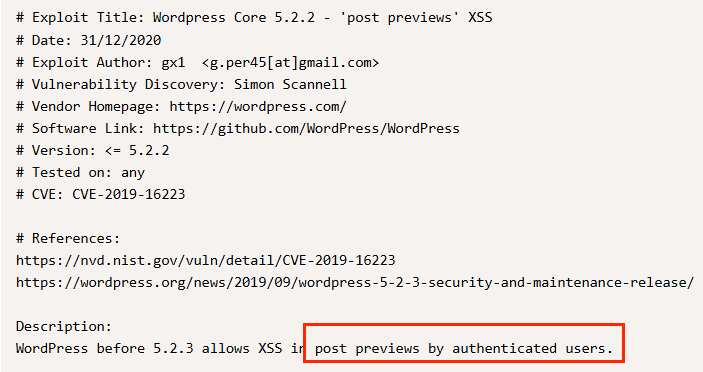 # Exploit Title: Wordpress Core 5.2.2 - 'post previews' XSS
# Date: 31/12/2020
# Exploit Author: gx1  <g.per45[at]gmail.com>
# Vulnerability Discovery: Simon Scannell
# Vendor Homepage: https://wordpress.com/
# Software Link: https://github.com/WordPress/WordPress
# Version: <= 5.2.2
# Tested on: any
# CVE: CVE-2019-16223
# References:
https://nvd.nist.gov/vuln/detail/CVE-2019-16223
https://wordpress.org/news/2019/09/wordpress-5-2-3-security-and-maintenance-release/
Description:
WordPress before 5.2.3 allows XSS in post previews by authenticated users.